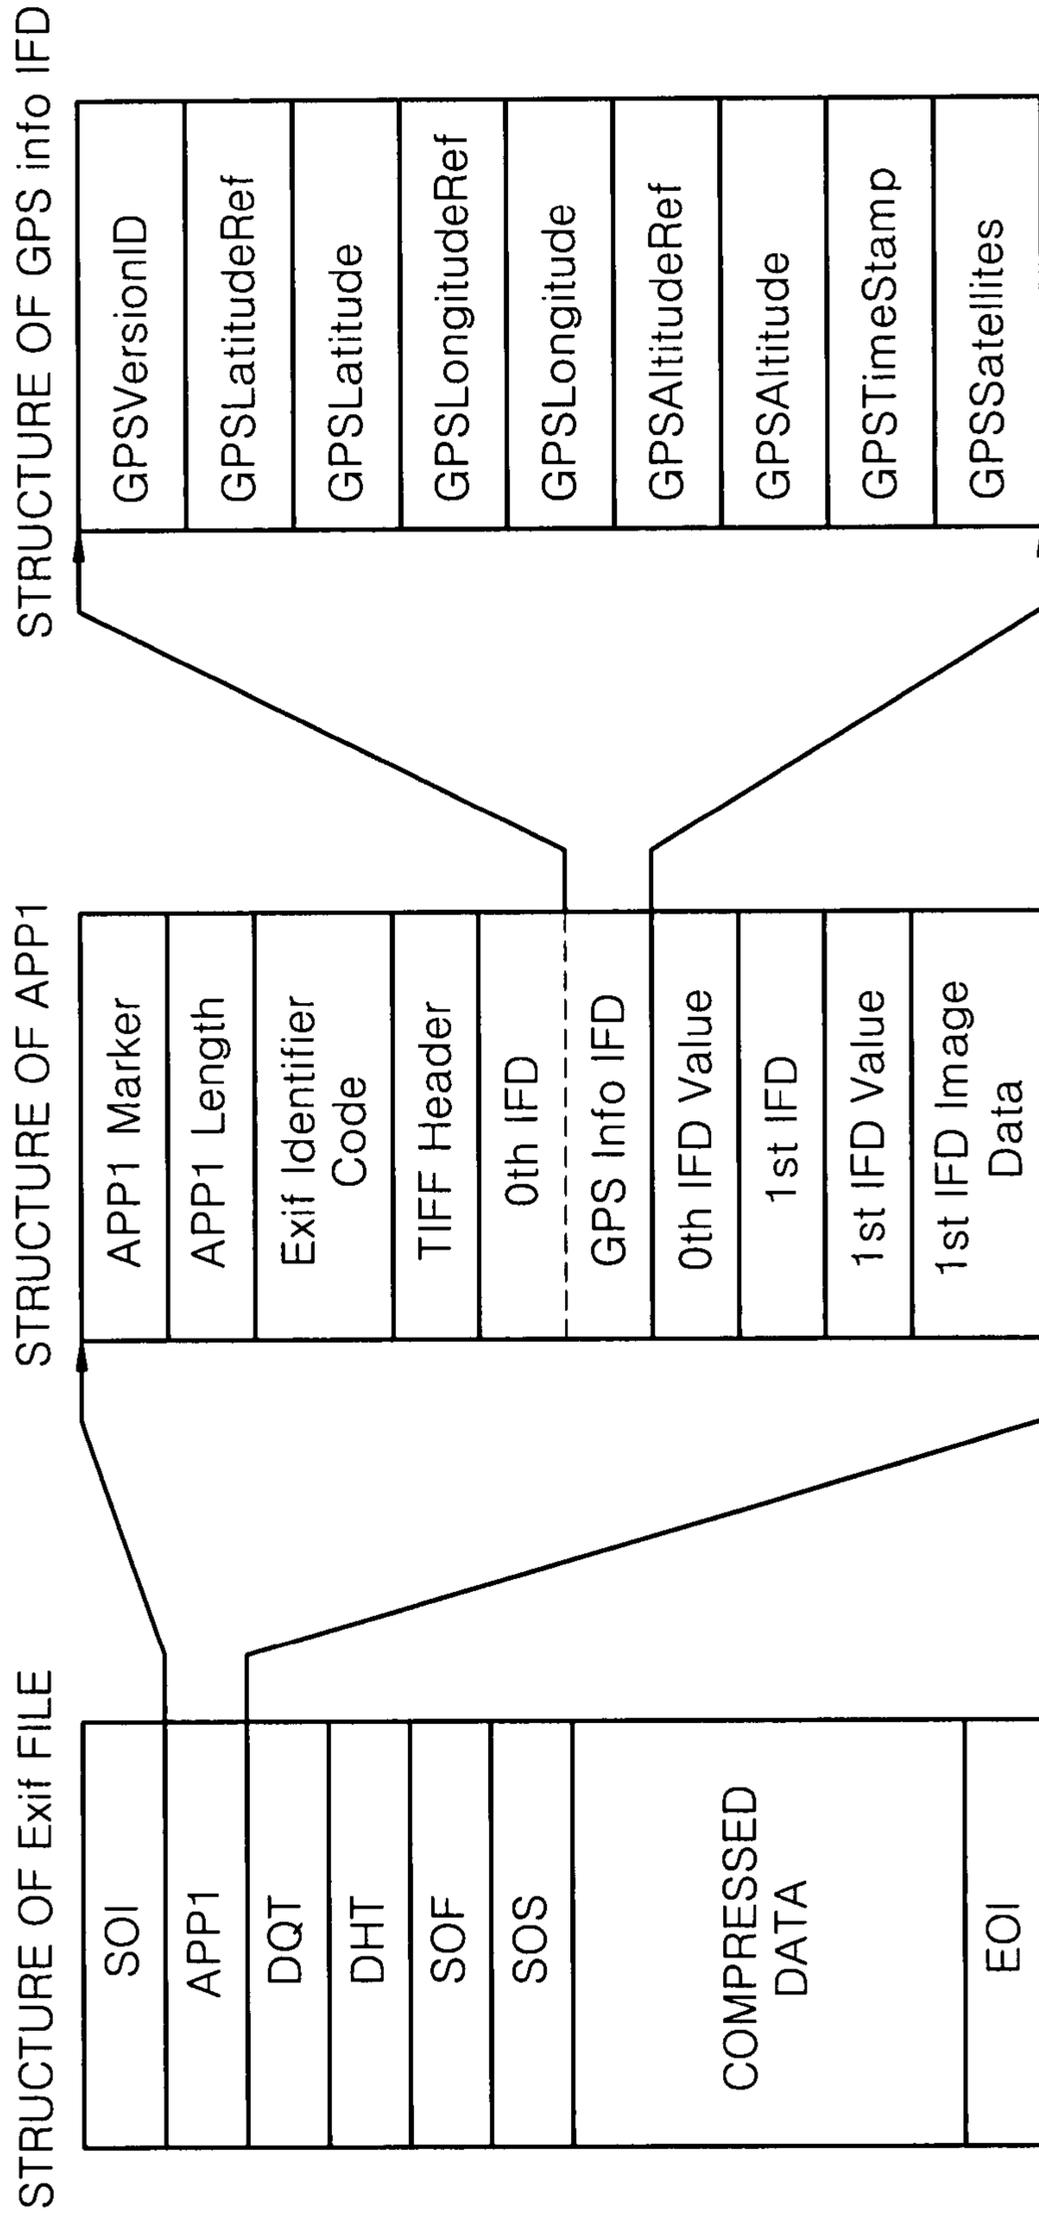 STRUCTURE OF Exif FILE
SOI
APP1
DQT
DHT
SOF
SOS
COMPRESSED
DATA
EOI
STRUCTURE OF APP1
APP1 Marker
APP1 Length
Exif Identifier
Code
TIFF Header
0th IFD
GPS Info IFD
0th IFD Value
1st IFD
1st IFD Value
1st IFD Image
Data
STRUCTURE OF GPS info IFD
GPSVersionID
GPSLatitudeRef
GPSLatitude
GPSLongitudeRef
GPSLongitude
GPSAltitudeRef
GPSAltitude
GPSTimeStamp
GPSSatellites